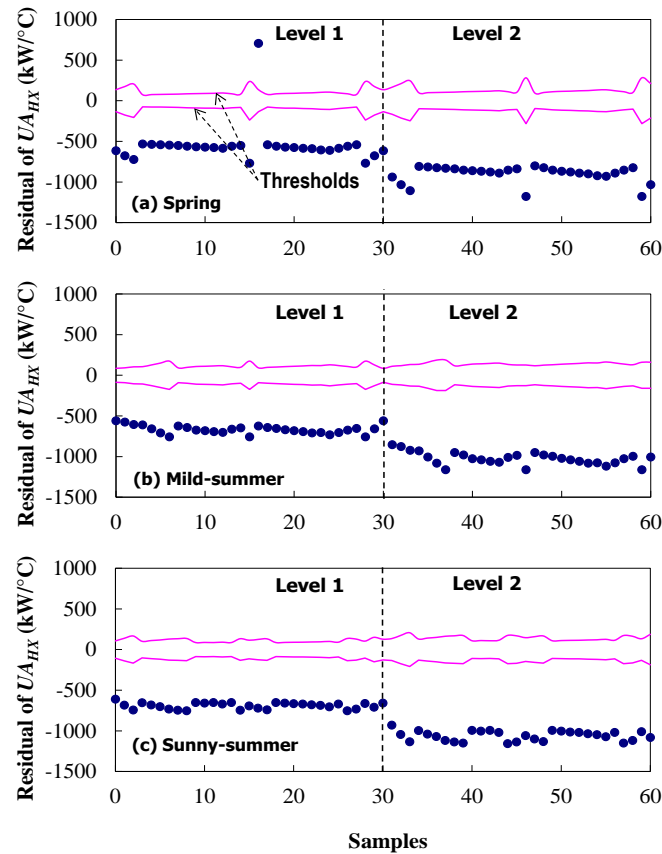 Residual of UA_HX (kW/°C)
1000
500
0
-500
-1000
-1500
Level 1
Level 2
Thresholds
(a) Spring
0
10
20
30
40
50
60
Residual of UA_HX (kW/°C)
1000
500
0
-500
-1000
-1500
Level 1
Level 2
(b) Mild-summer
0
10
20
30
40
50
60
Residual of UA_HX (kW/°C)
1000
500
0
-500
-1000
-1500
Level 1
Level 2
(c) Sunny-summer
0
10
20
30
40
50
60
Samples